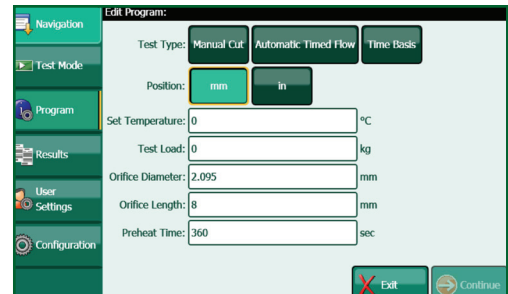 Edit Program:
Navigation
Test Mode
Program
Results
User
Settings
Configuration
Test Type: Manual Cut Automatic Timed Flow Time Basis
Position: mm in
Set Temperature: 0 °C
Test Load: 0 kg
Orifice Diameter: 2.095 mm
Orifice Length: 8 mm
Preheat Time: 360 sec
Exit Continue